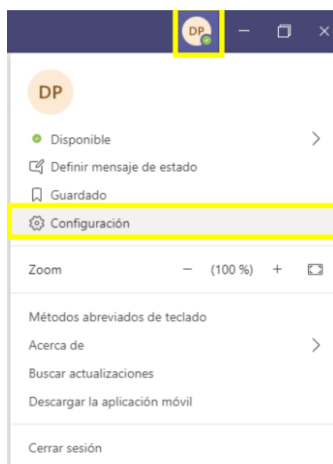 DP
DP
Disponible
Definir mensaje de estado
Guardado
Configuración
Zoom − (100 %) +
Métodos abreviados de teclado
Acerca de
Buscar actualizaciones
Descargar la aplicación móvil
Cerrar sesión